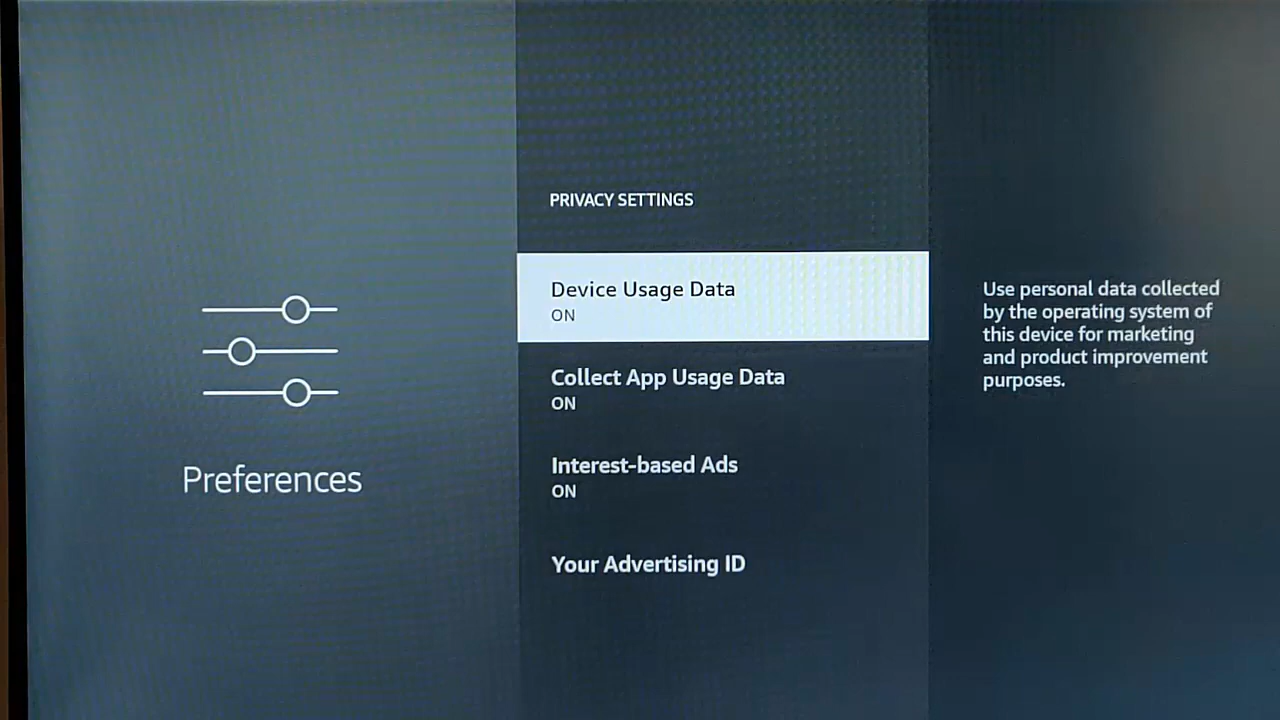 Preferences
PRIVACY SETTINGS
Device Usage Data
ON
Collect App Usage Data
ON
Interest-based Ads
ON
Your Advertising ID
Use personal data collected
by the operating system of
this device for marketing
and product improvement
purposes.